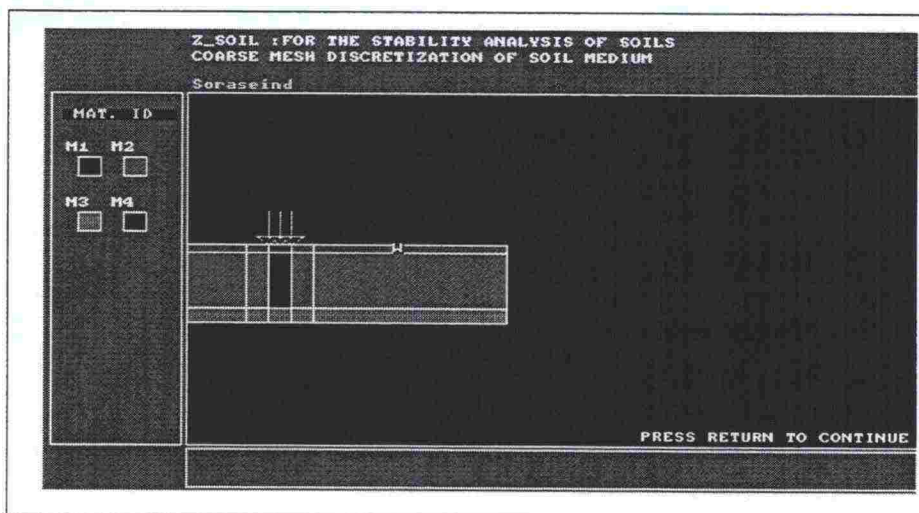 Z_SOIL :FOR THE STABILITY ANALYSIS OF SOILS
COARSE MESH DISCRETIZATION OF SOIL MEDIUM
Soraseind
MAT. ID
M1 M2
M3 M4
PRESS RETURN TO CONTINUE